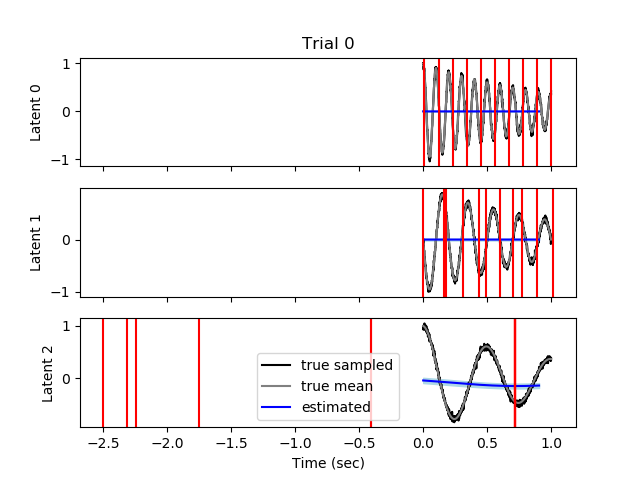 Trial 0
Latent 0
1
0
−1
Latent 1
0
−1
Latent 2
1
0
true sampled
true mean
estimated
−2.5 −2.0 −1.5 −1.0 −0.5 0.0 0.5 1.0
Time (sec)